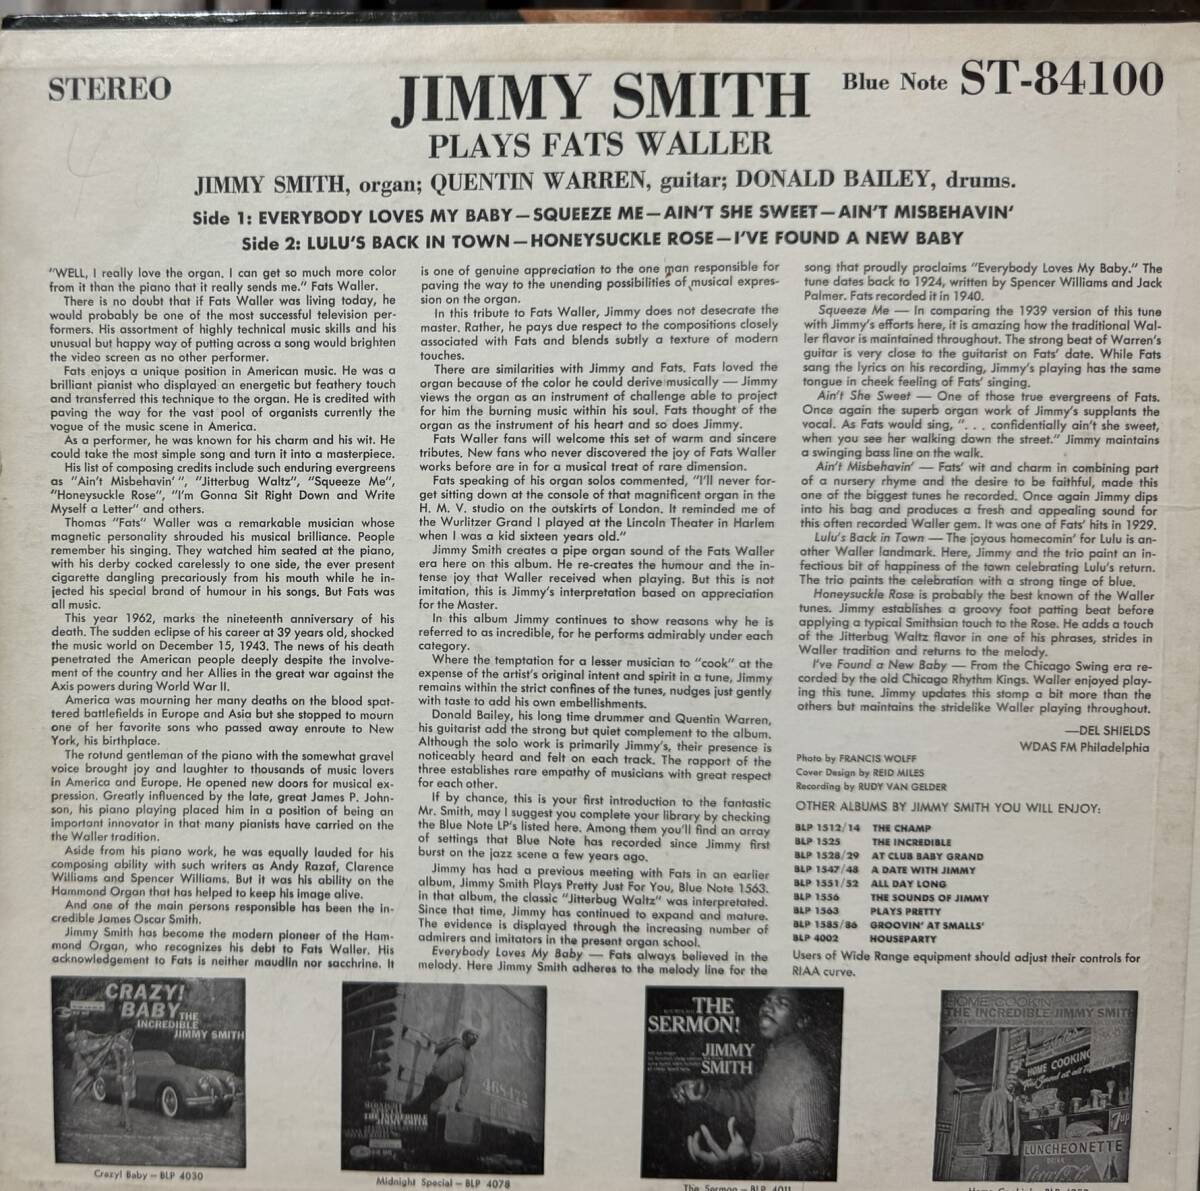 STEREO
JIMMY SMITH
Blue Note ST-84100
PLAYS FATS WALLER
JIMMY SMITH, organ; QUENTIN WARREN, guitar; DONALD BAILEY, drums.
Side 1: EVERYBODY LOVES MY BABY—SQUEEZE ME—AIN'T SHE SWEET—AIN'T MISBEHAVIN'
Side 2: LULU'S BACK IN TOWN—HONEYSUCKLE ROSE—I'VE FOUND A NEW BABY
"WELL, I really love the organ. I can get so much more color
from it than the piano that it really sends me." Fats Waller.
There is no doubt that if Fats Waller was living today, he
would probably be one of the most successful television per-
formers. His assortment of highly technical music skills and his
unusual but happy way of putting across a song would brighten
the video screen as no other performer.
Fats enjoys a unique position in American music. He was a
brilliant pianist who displayed an energetic but feathery touch
and transferred this technique to the organ. He is credited with
paving the way for the vast pool of organists currently the
vogue of the music scene in America.
As a performer, he was known for his charm and his wit. He
could take the most simple song and turn it into a masterpiece.
His list of composing credits include such enduring evergreens
as "Ain't Misbehavin'", "Jitterbug Waltz", "Squeeze Me",
"Honeysuckle Rose", "I'm Gonna Sit Right Down and Write
Myself a Letter" and others.
Thomas "Fats" Waller was a remarkable musician whose
magnetic personality shrouded his musical brilliance. People
remember his singing. They watched him seated at the piano,
with his derby cocked carelessly to one side, the ever present
cigarette dangling precariously from his mouth while he in-
jected his special brand of humour in his songs. But Fats was
all music.
This year 1962, marks the nineteenth anniversary of his
death. The sudden eclipse of his career at 39 years old, shocked
the music world on December 15, 1943. The news of his death
penetrated the American people deeply despite the involve-
ment of the country and her Allies in the great war against the
Axis powers during World War II.
America was mourning her many deaths on the blood spat-
tered battlefields in Europe and Asia but she stopped to mourn
one of her favorite sons who passed away enroute to New
York, his birthplace.
The rotund gentleman of the piano with the somewhat gravel
voice brought joy and laughter to thousands of music lovers
in America and Europe. He opened new doors for musical ex-
pression. Greatly influenced by the late, great James P. John-
son, his piano playing placed him in a position of being an
important innovator in that many pianists have carried on the
the Waller tradition.
Aside from his piano work, he was equally lauded for his
composing ability with such writers as Andy Razaf, Clarence
Williams and Spencer Williams. But it was his ability on the
Hammond Organ that has helped to keep his image alive.
And one of the main persons responsible has been the in-
credible James Oscar Smith.
Jimmy Smith has become the modern pioneer of the Ham-
mond Organ, who recognizes his debt to Fats Waller. His
acknowledgement to Fats is neither maudlin nor sacchrine. It
is one of genuine appreciation to the one man responsible for
paving the way to the unending possibilities of musical expres-
sion on the organ.
In this tribute to Fats Waller, Jimmy does not desecrate the
master. Rather, he pays due respect to the compositions closely
associated with Fats and blends subtly a texture of modern
touches.
There are similarities with Jimmy and Fats. Fats loved the
organ because of the color he could derive musically — Jimmy
views the organ as an instrument of challenge able to project
for him the burning music within his soul. Fats thought of the
organ as the instrument of his heart and so does Jimmy.
Fats Waller fans will welcome this set of warm and sincere
tributes. New fans who never discovered the joy of Fats Waller
works before are in for a musical treat of rare dimension.
Fats speaking of his organ solos commented, "I'll never for-
get sitting down at the console of that magnificent organ in the
H. M. V. studio on the outskirts of London. It reminded me of
the Wurlitzer Grand I played at the Lincoln Theater in Harlem
when I was a kid sixteen years old."
Jimmy Smith creates a pipe organ sound of the Fats Waller
era here on this album. He re-creates the humour and the in-
tense joy that Waller received when playing. But this is not
imitation, this is Jimmy's interpretation based on appreciation
for the Master.
In this album Jimmy continues to show reasons why he is
referred to as incredible, for he performs admirably under each
category.
Where the temptation for a lesser musician to "cook" at the
expense of the artist's original intent and spirit in a tune, Jimmy
remains within the strict confines of the tunes, nudges just gently
with taste to add his own embellishments.
Donald Bailey, his long time drummer and Quentin Warren,
his guitarist add the strong but quiet complement to the album.
Although the solo work is primarily Jimmy's, their presence is
noticeably heard and felt on each track. The rapport of the
three establishes rare empathy of musicians with great respect
for each other.
If by chance, this is your first introduction to the fantastic
Mr. Smith, may I suggest you complete your library by checking
the Blue Note LP's listed here. Among them you'll find an array
of settings that Blue Note has recorded since Jimmy first
burst on the jazz scene a few years ago.
Jimmy has had a previous meeting with Fats in an earlier
album, Jimmy Smith Plays Pretty Just For You, Blue Note 1563.
in that album, the classic "Jitterbug Waltz" was interpretated.
Since that time, Jimmy has continued to expand and mature.
The evidence is displayed through the increasing number of
admirers and imitators in the present organ school.
Everybody Loves My Baby — Fats always believed in the
melody. Here Jimmy Smith adheres to the melody line for the
song that proudly proclaims "Everybody Loves My Baby." The
tune dates back to 1924, written by Spencer Williams and Jack
Palmer. Fats recorded it in 1940.
Squeeze Me — In comparing the 1939 version of this tune
with Jimmy's efforts here, it is amazing how the traditional Wal-
ler flavor is maintained throughout. The strong beat of Warren's
guitar is very close to the guitarist on Fats' date. While Fats
sang the lyrics on his recording, Jimmy's playing has the same
tongue in cheek feeling of Fats' singing.
Ain't She Sweet — One of those true evergreens of Fats.
Once again the superb organ work of Jimmy's supplants the
vocal. As Fats would sing, ". . . confidentially ain't she sweet,
when you see her walking down the street." Jimmy maintains
a swinging bass line on the walk.
Ain't Misbehavin' — Fats' wit and charm in combining part
of a nursery rhyme and the desire to be faithful, made this
one of the biggest tunes he recorded. Once again Jimmy dips
into his bag and produces a fresh and appealing sound for
this often recorded Waller gem. It was one of Fats' hits in 1929.
Lulu's Back in Town — The joyous homecomin' for Lulu is an-
other Waller landmark. Here, Jimmy and the trio paint an in-
fectious bit of happiness of the town celebrating Lulu's return.
The trio paints the celebration with a strong tinge of blue.
Honeysuckle Rose is probably the best known of the Waller
tunes. Jimmy establishes a groovy foot patting beat before
applying a typical Smithsian touch to the Rose. He adds a touch
of the Jitterbug Waltz flavor in one of his phrases, strides in
Waller tradition and returns to the melody.
I've Found a New Baby — From the Chicago Swing era re-
corded by the old Chicago Rhythm Kings. Waller enjoyed play-
ing this tune. Jimmy updates this stomp a bit more than the
others but maintains the stridelike Waller playing throughout.
—DEL SHIELDS
WDAS FM Philadelphia
Photo by FRANCIS WOLFF
Cover Design by REID MILES
Recording by RUDY VAN GELDER
OTHER ALBUMS BY JIMMY SMITH YOU WILL ENJOY:
BLP 1512/14 THE CHAMP
BLP 1525 THE INCREDIBLE
BLP 1528/29 AT CLUB BABY GRAND
BLP 1547/48 A DATE WITH JIMMY
BLP 1551/52 ALL DAY LONG
BLP 1556 THE SOUNDS OF JIMMY
BLP 1563 PLAYS PRETTY
BLP 1585/86 GROOVIN' AT SMALLS'
BLP 4002 HOUSEPARTY
Users of Wide Range equipment should adjust their controls for
RIAA curve.
CRAZY!
BABY THE
INCREDIBLE
JIMMY SMITH
THE INCREDIBLE
JIMMY SMITH
THE
SERMON!
JIMMY
SMITH
HOME COOKIN'
THE INCREDIBLE JIMMY SMITH
HOME COOKING
7up
LUNCHEONETTE
Crazy! Baby — BLP 4030
Midnight Special — BLP 4078
The Sermon — BLP 4011